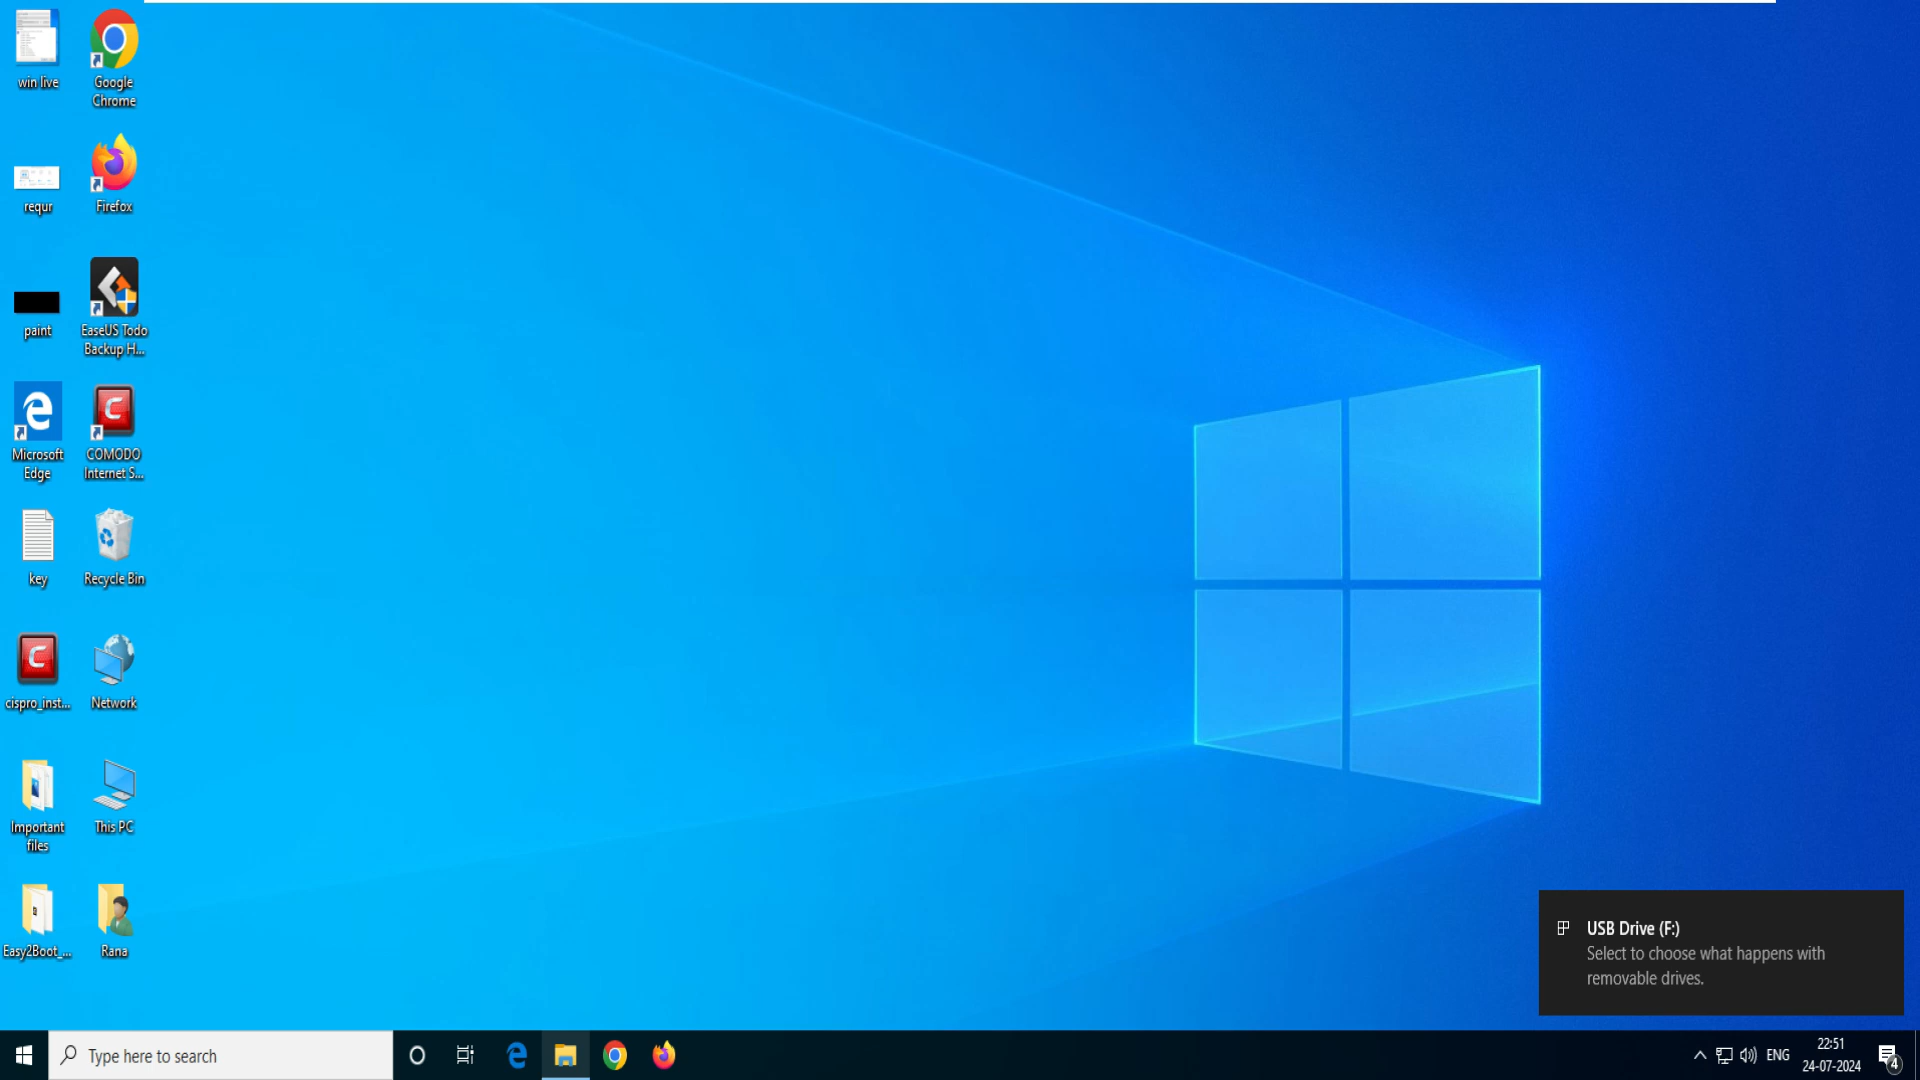 win live
Google
Chrome
requr
Firefox
paint
EaseUS Todo
Backup H...
Microsoft
Edge
COMODO
Internet S...
key
Recycle Bin
cispro_inst...
Network
Important
files
This PC
Easy2Boot_...
Rana
USB Drive (F:)
Select to choose what happens with
removable drives.
Type here to search
ENG
22:51
24-07-2024
4